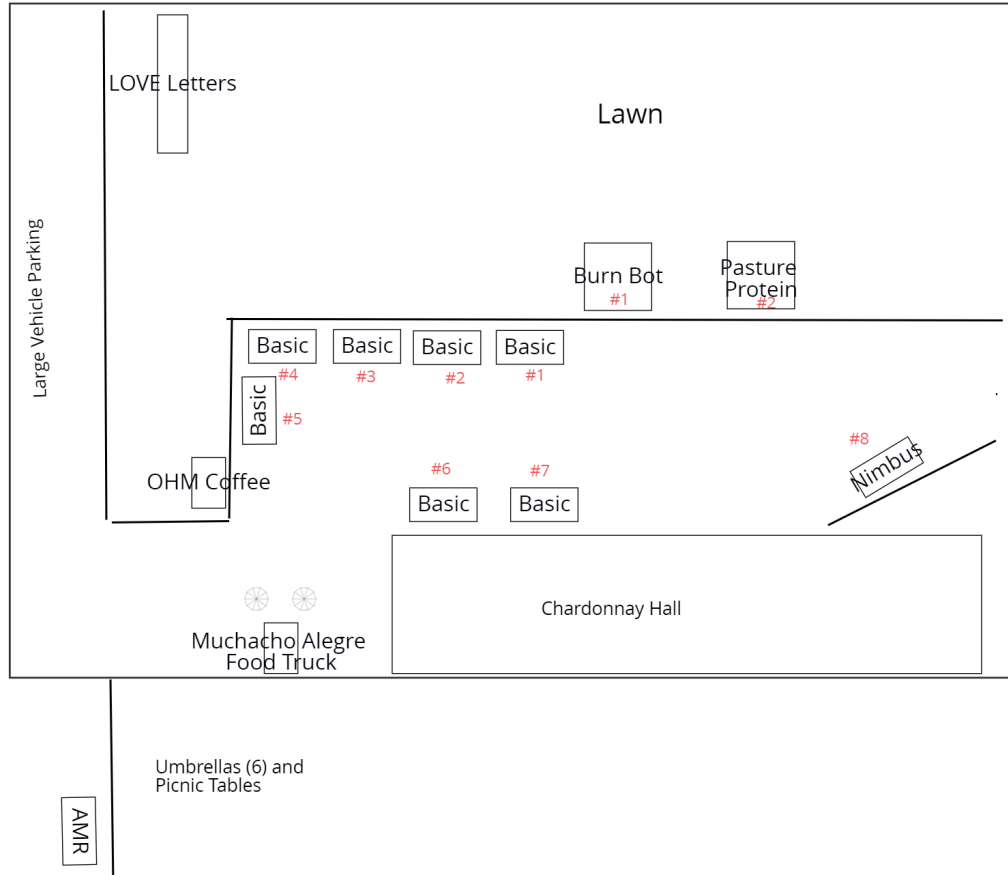 LOVE Letters
Lawn
Large Vehicle Parking
Burn Bot
#1
Pasture
Protein
#2
Basic
Basic
Basic
Basic
#4
#3
#2
#1
Basic
#5
OHM Coffee
#6
#7
#8
Basic
Basic
Nimbus
Chardonnay Hall
Muchacho Alegre
Food Truck
Umbrellas (6) and
Picnic Tables
AMR